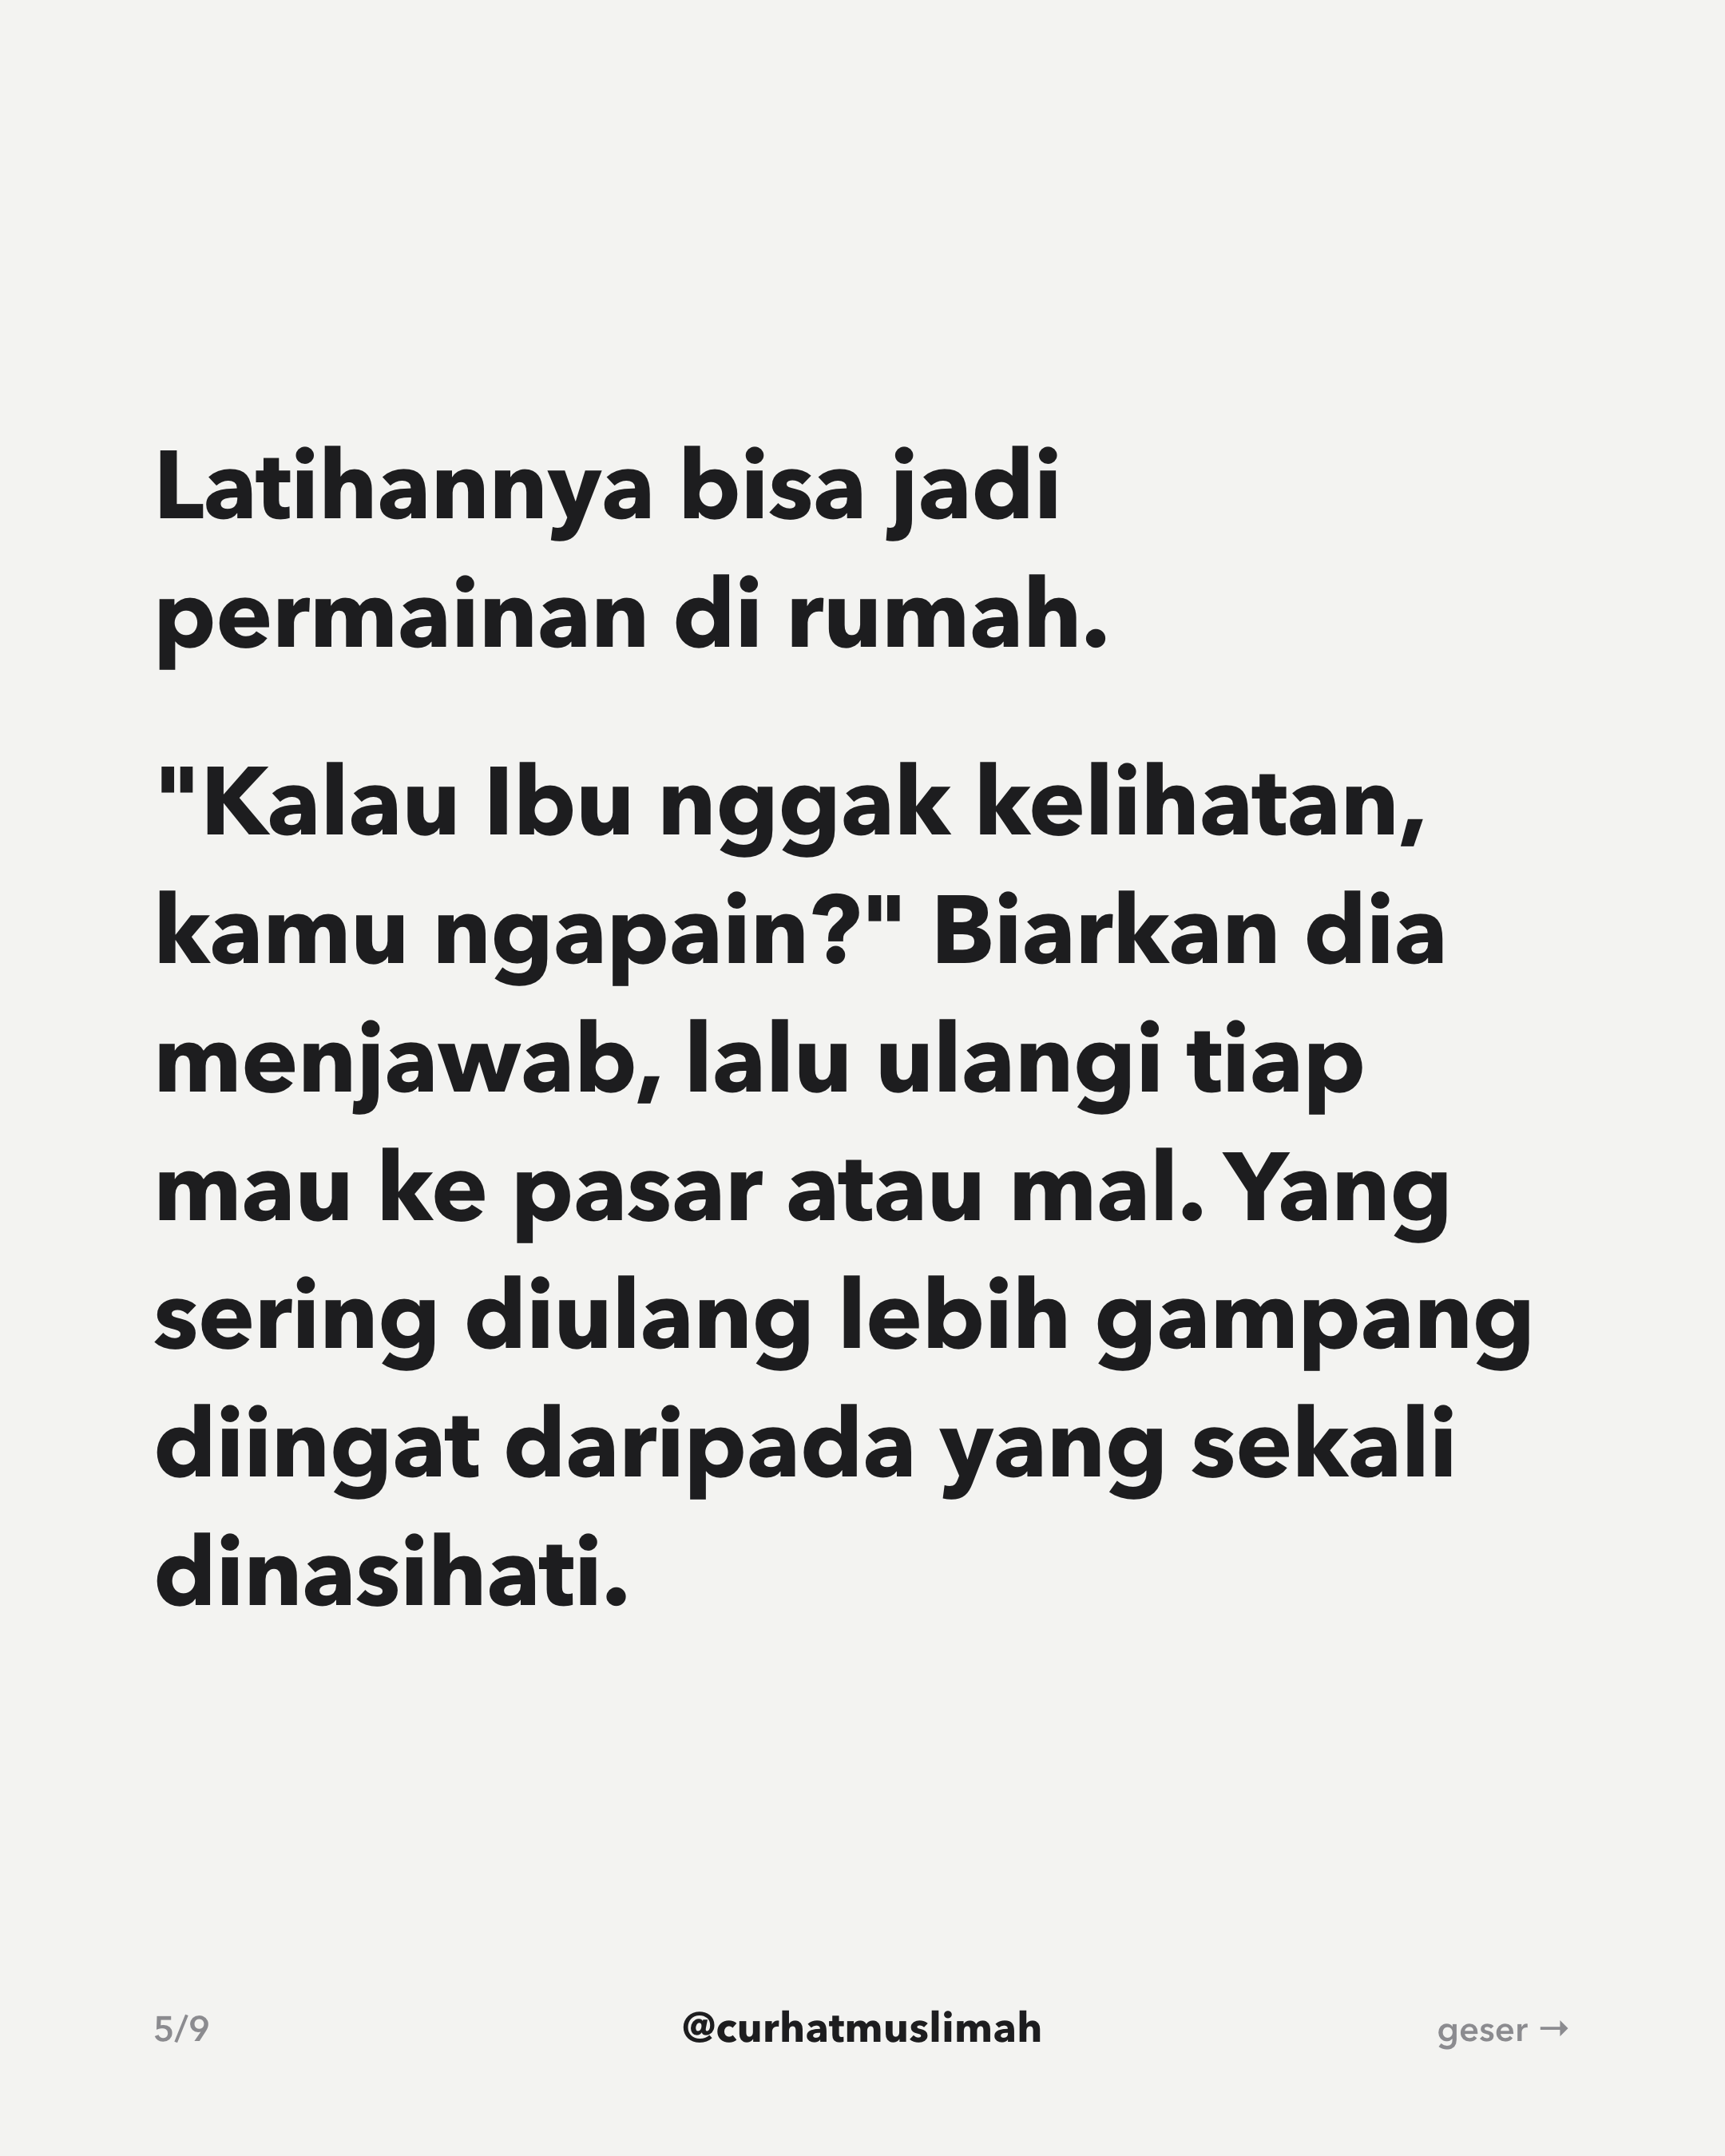 Latihannya bisa jadi
permainan di rumah.
"Kalau Ibu nggak kelihatan,
kamu ngapain?" Biarkan dia
menjawab, lalu ulangi tiap
mau ke pasar atau mal. Yang
sering diulang lebih gampang
diingat daripada yang sekali
dinasihati.
5/9
@curhatmuslimah
geser →